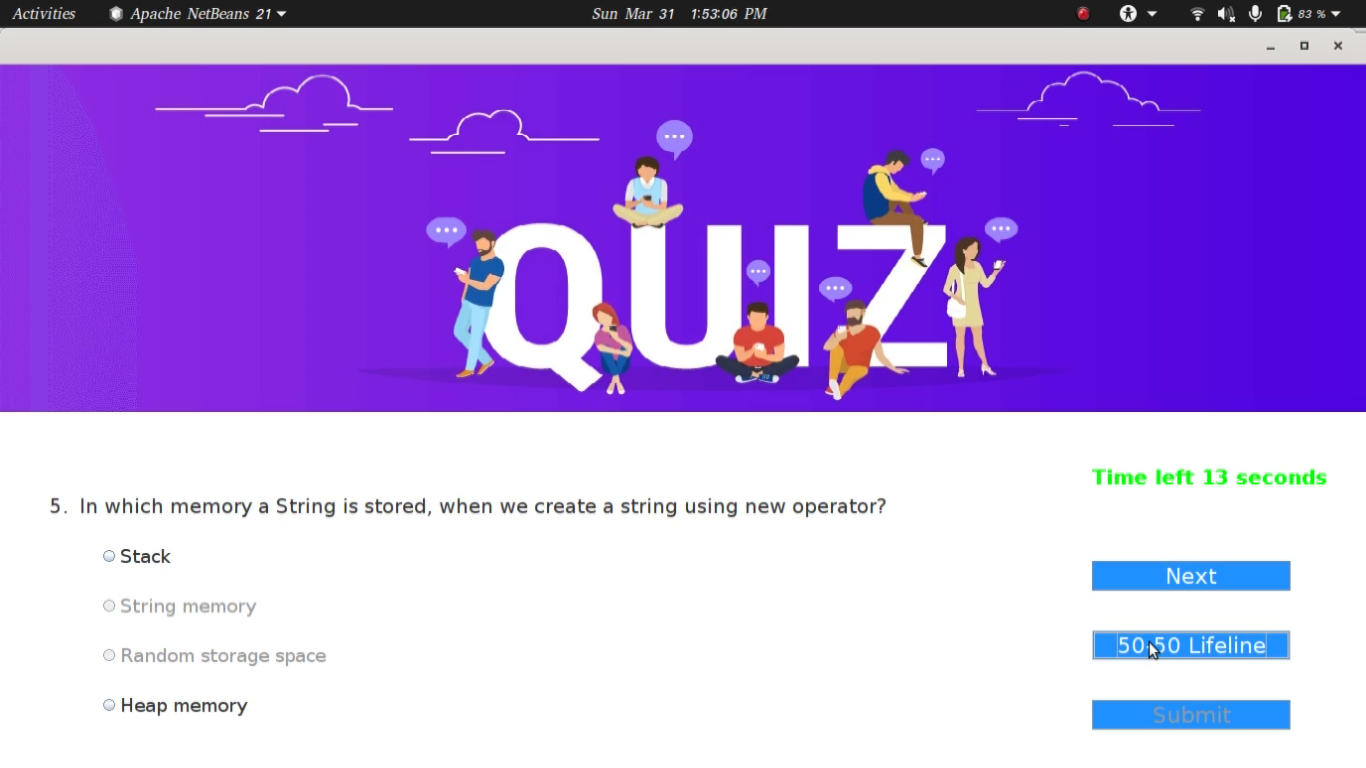 Activities Apache NetBeans 21 Sun Mar 31 1:53:06 PM 83 %
QUIZ
Time left 13 seconds
5. In which memory a String is stored, when we create a string using new operator?
Stack
String memory
Random storage space
Heap memory
Next
50-50 Lifeline
Submit